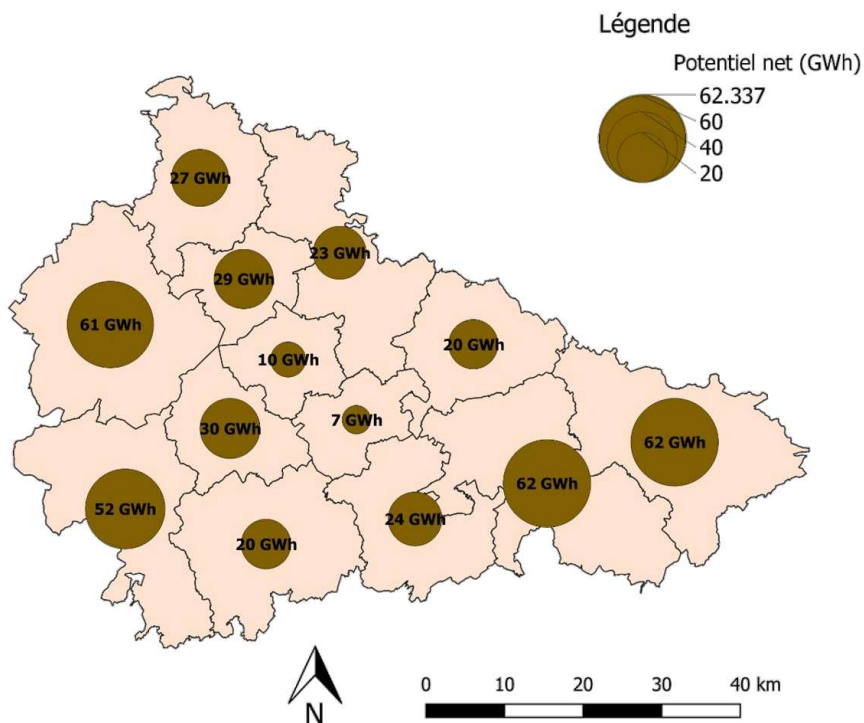 Légende
Potentiel net (GWh)
62.337
60
40
20
27 GWh
23 GWh
29 GWh
61 GWh
20 GWh
10 GWh
7 GWh
30 GWh
62 GWh
62 GWh
52 GWh
24 GWh
20 GWh
N
0 10 20 30 40 km